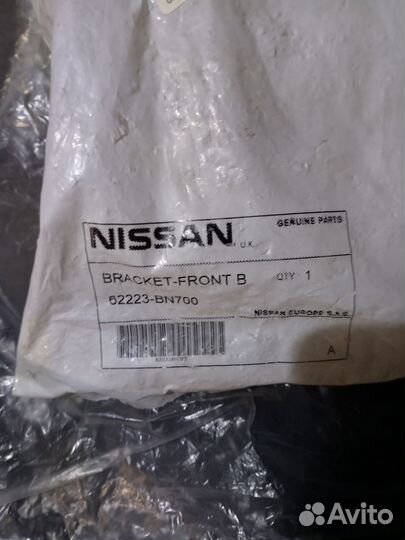 GENUINE PARTS
NISSAN U.K.
BRACKET-FRONT B QTY 1
62223-BN700
NISSAN EUROPE S.A.S.
A
Avito